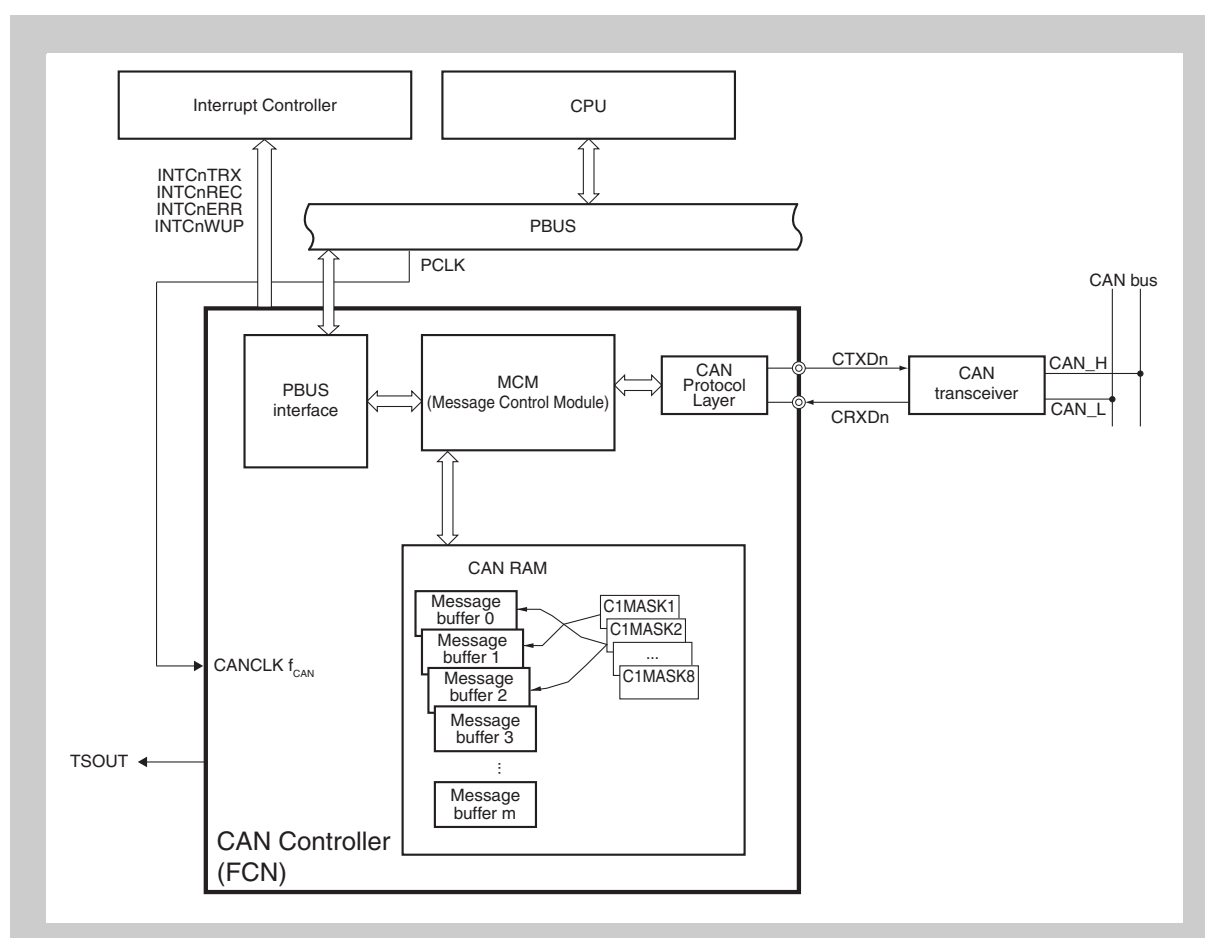 Interrupt Controller
CPU
INTCnTRX
INTCnREC
INTCnERR
INTCnWUP
PBUS
PCLK
CAN bus
PBUS
interface
MCM
(Message Control Module)
CAN
Protocol
Layer
CTXDn
CRXDn
CAN
transceiver
CAN_H
CAN_L
CAN RAM
Message
buffer 0
Message
buffer 1
Message
buffer 2
Message
buffer 3
...
Message
buffer m
C1MASK1
C1MASK2
...
C1MASK8
CANCLK fCAN
TSOUT
CAN Controller
(FCN)